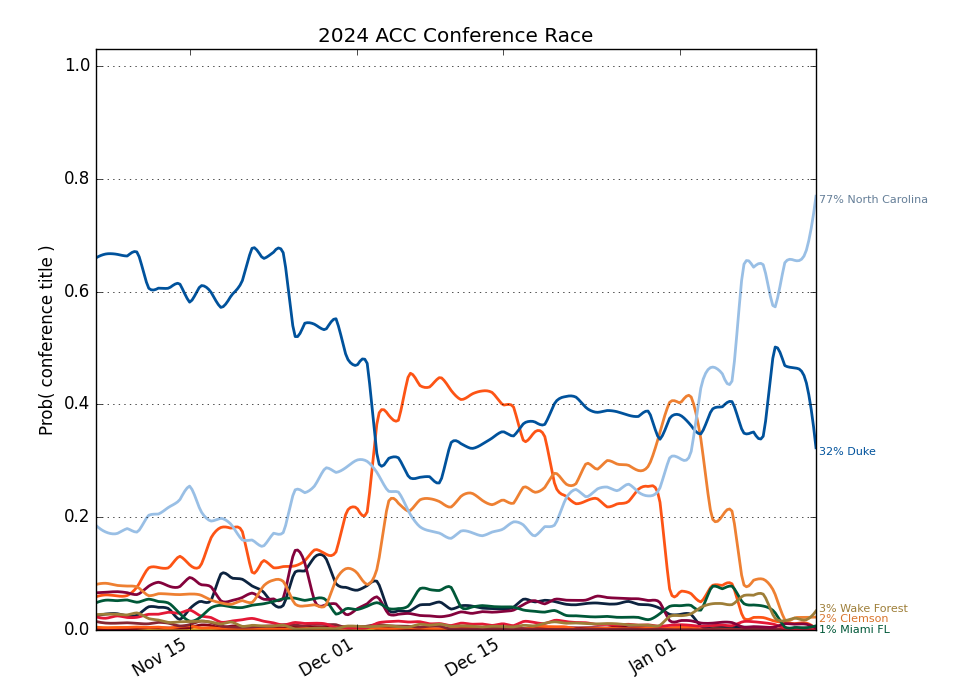 2024 ACC Conference Race
Prob( conference title )
1.0
0.8
0.6
0.4
0.2
0.0
Nov 15
Dec 01
Dec 15
Jan 01
77% North Carolina
32% Duke
3% Wake Forest
2% Clemson
1% Miami FL